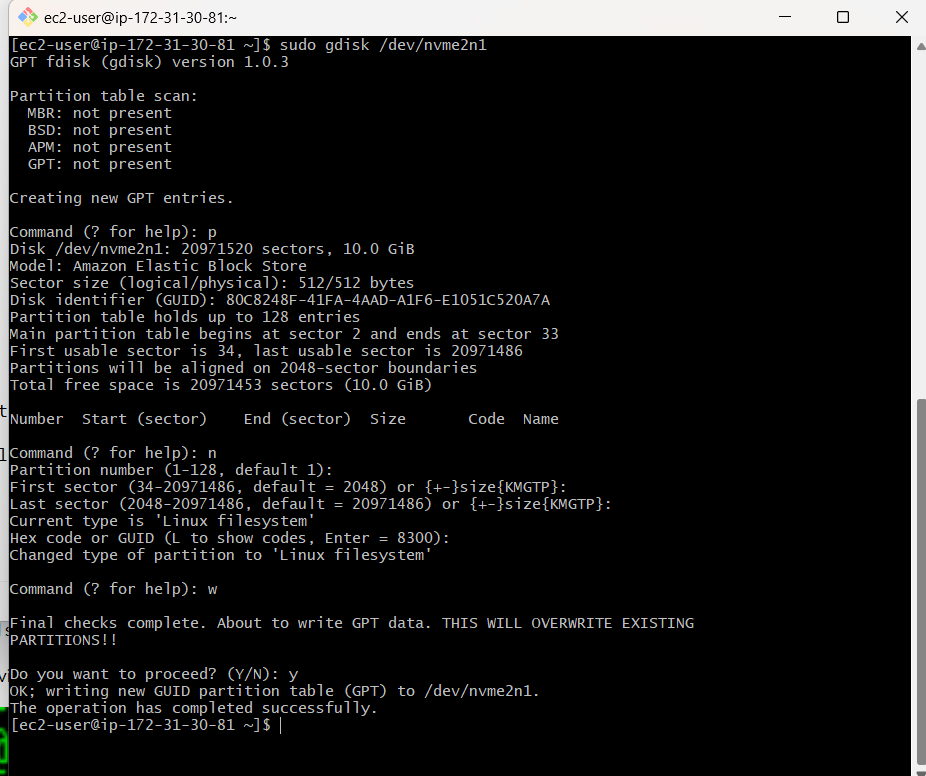 ec2-user@ip-172-31-30-81:~
[ec2-user@ip-172-31-30-81 ~]$ sudo gdisk /dev/nvme2n1
GPT fdisk (gdisk) version 1.0.3
Partition table scan:
  MBR: not present
  BSD: not present
  APM: not present
  GPT: not present
Creating new GPT entries.
Command (? for help): p
Disk /dev/nvme2n1: 20971520 sectors, 10.0 GiB
Model: Amazon Elastic Block Store
Sector size (logical/physical): 512/512 bytes
Disk identifier (GUID): 80C8248F-41FA-4AAD-A1F6-E1051C520A7A
Partition table holds up to 128 entries
Main partition table begins at sector 2 and ends at sector 33
First usable sector is 34, last usable sector is 20971486
Partitions will be aligned on 2048-sector boundaries
Total free space is 20971453 sectors (10.0 GiB)
Number  Start (sector)    End (sector)  Size       Code  Name
Command (? for help): n
Partition number (1-128, default 1):
First sector (34-20971486, default = 2048) or {+-}size{KMGTP}:
Last sector (2048-20971486, default = 20971486) or {+-}size{KMGTP}:
Current type is 'Linux filesystem'
Hex code or GUID (L to show codes, Enter = 8300):
Changed type of partition to 'Linux filesystem'
Command (? for help): w
Final checks complete. About to write GPT data. THIS WILL OVERWRITE EXISTING
PARTITIONS!!
Do you want to proceed? (Y/N): y
OK; writing new GUID partition table (GPT) to /dev/nvme2n1.
The operation has completed successfully.
[ec2-user@ip-172-31-30-81 ~]$